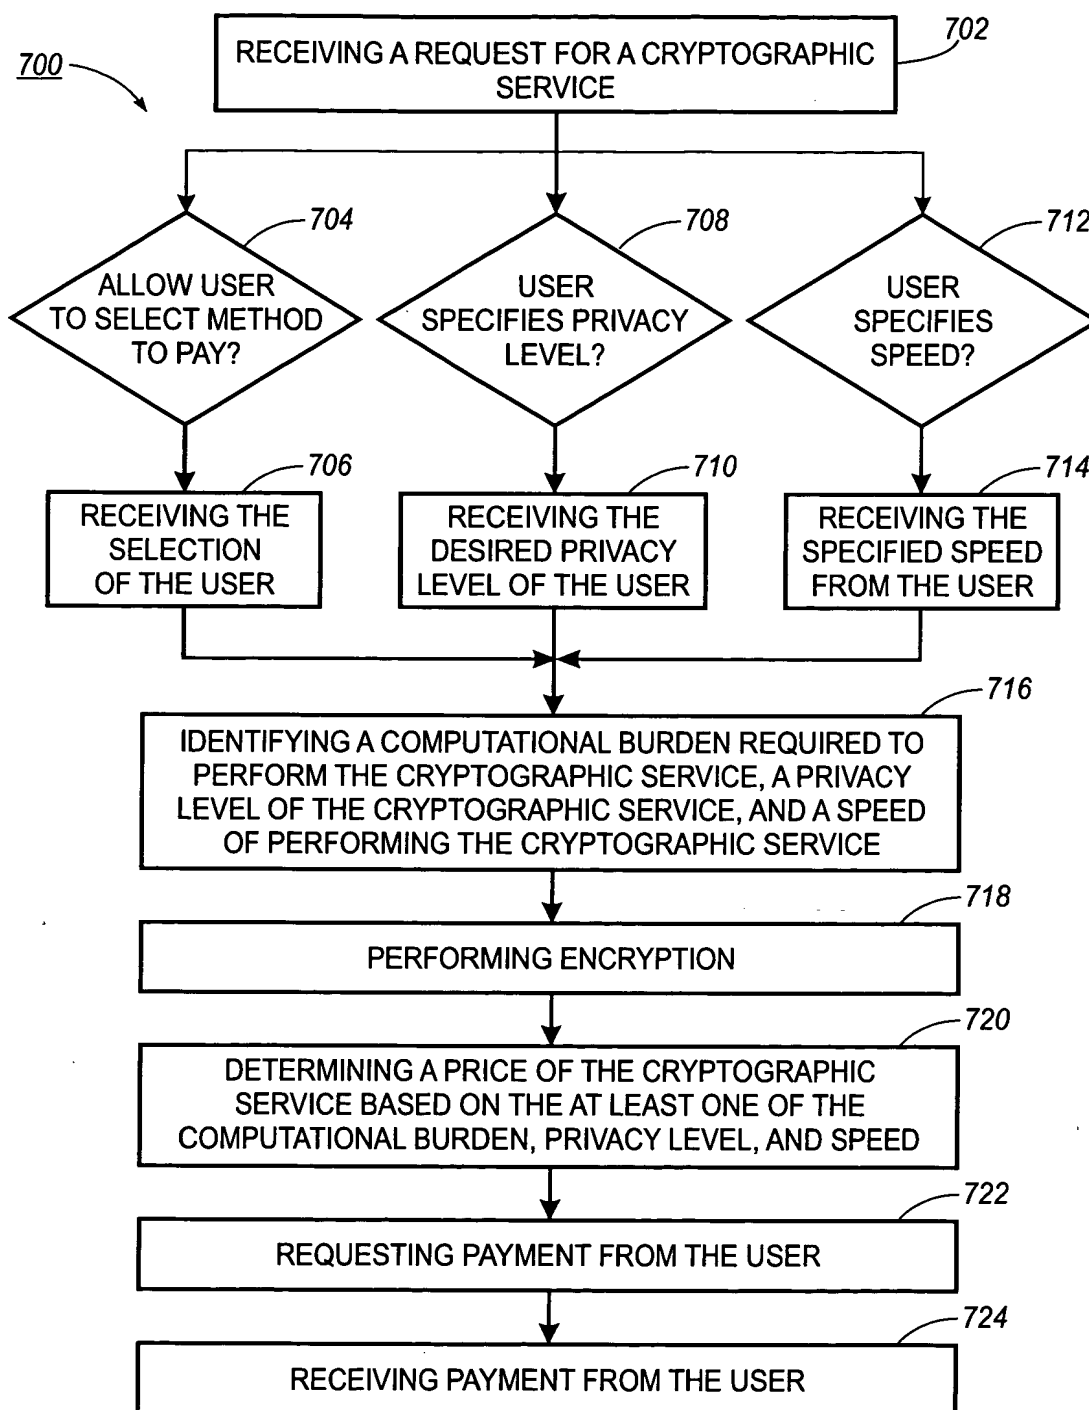 700
RECEIVING A REQUEST FOR A CRYPTOGRAPHIC
SERVICE
702
704
ALLOW USER
TO SELECT METHOD
TO PAY?
708
USER
SPECIFIES PRIVACY
LEVEL?
712
USER
SPECIFIES
SPEED?
706
RECEIVING THE
SELECTION
OF THE USER
710
RECEIVING THE
DESIRED PRIVACY
LEVEL OF THE USER
714
RECEIVING THE
SPECIFIED SPEED
FROM THE USER
716
IDENTIFYING A COMPUTATIONAL BURDEN REQUIRED TO
PERFORM THE CRYPTOGRAPHIC SERVICE, A PRIVACY
LEVEL OF THE CRYPTOGRAPHIC SERVICE, AND A SPEED
OF PERFORMING THE CRYPTOGRAPHIC SERVICE
718
PERFORMING ENCRYPTION
720
DETERMINING A PRICE OF THE CRYPTOGRAPHIC
SERVICE BASED ON THE AT LEAST ONE OF THE
COMPUTATIONAL BURDEN, PRIVACY LEVEL, AND SPEED
722
REQUESTING PAYMENT FROM THE USER
724
RECEIVING PAYMENT FROM THE USER